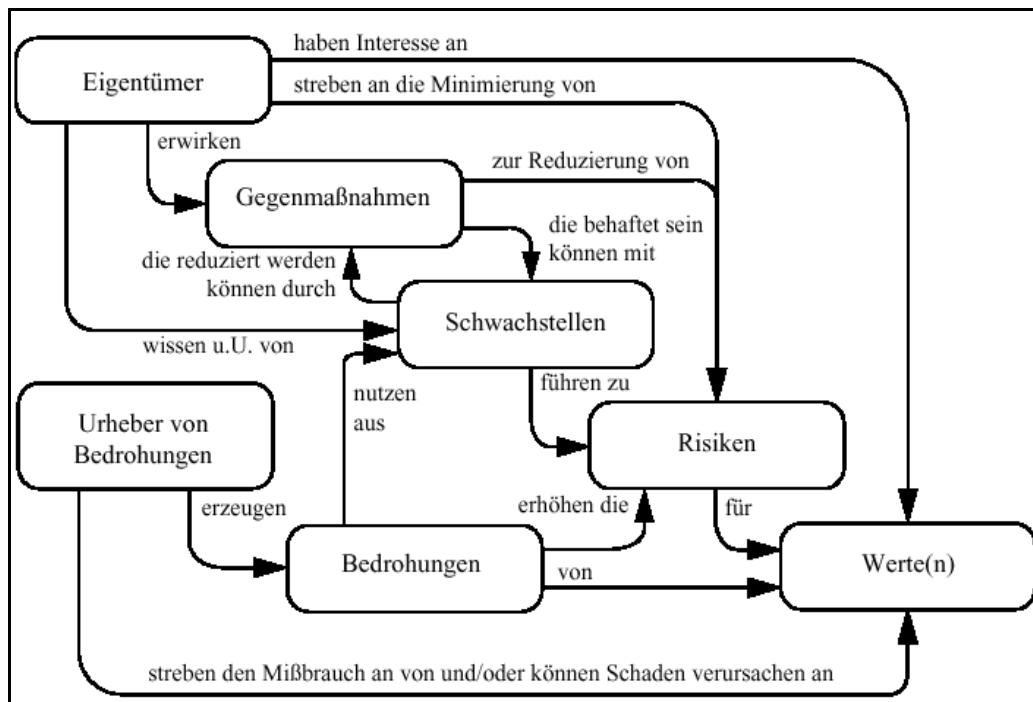 haben Interesse an
Eigentümer
streben an die Minimierung von
erwirken
zur Reduzierung von
Gegenmaßnahmen
die behaftet sein
können mit
die reduziert werden
können durch
Schwachstellen
wissen u.U. von
nutzen
aus
führen zu
Urheber von
Bedrohungen
Risiken
erzeugen
erhöhen die
für
Bedrohungen
von
Werte(n)
streben den Mißbrauch an von und/oder können Schaden verursachen an